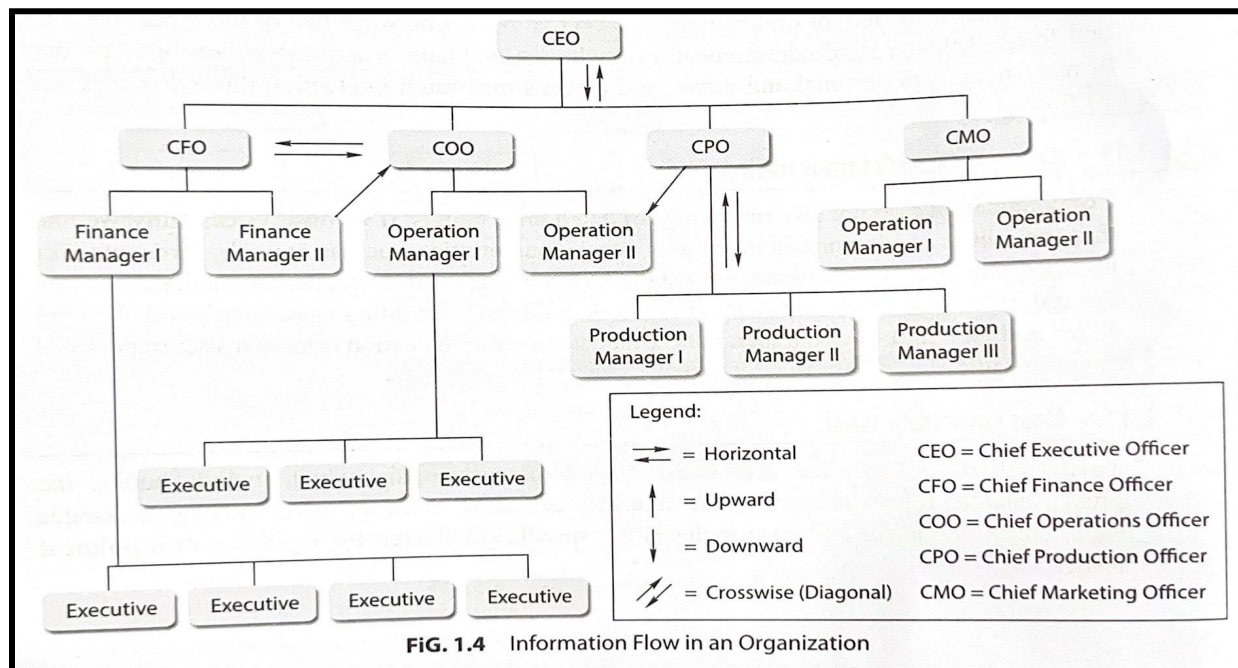 CEO
CFO
COO
CPO
CMO
Finance
Manager I
Finance
Manager II
Operation
Manager I
Operation
Manager II
Operation
Manager I
Operation
Manager II
Production
Manager I
Production
Manager II
Production
Manager III
Executive
Executive
Executive
Executive
Executive
Executive
Executive
Legend:
= Horizontal
= Upward
= Downward
= Crosswise (Diagonal)
CEO = Chief Executive Officer
CFO = Chief Finance Officer
COO = Chief Operations Officer
CPO = Chief Production Officer
CMO = Chief Marketing Officer
FiG. 1.4 Information Flow in an Organization